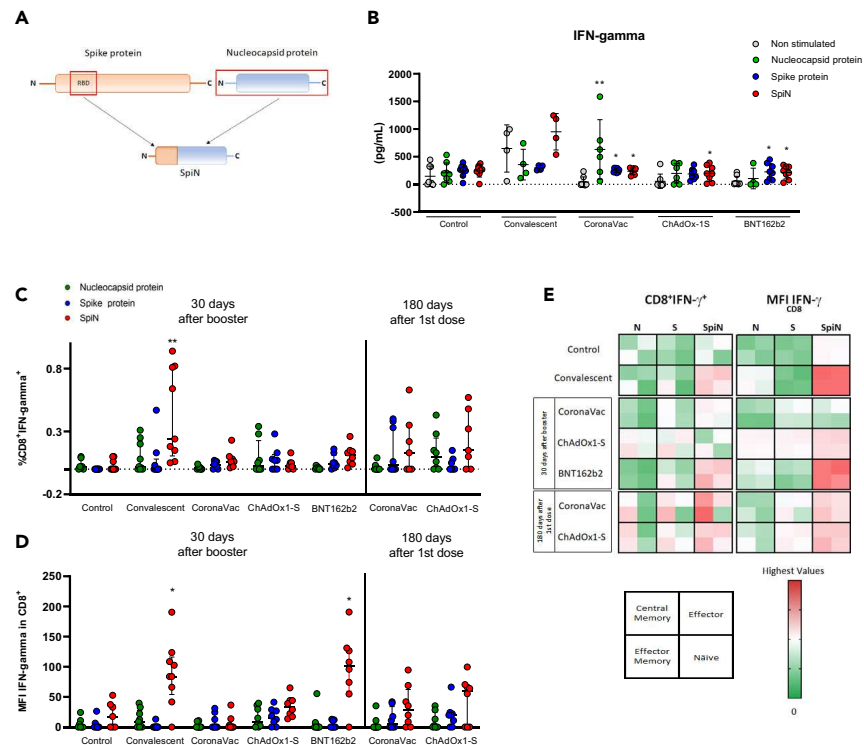 A
Spike protein
Nucleocapsid protein
N
RBD
C
N
C
N
C
SpiN
B
IFN-gamma
Non stimulated
Nucleocapsid protein
Spike protein
SpiN
(pg/mL)
2000
1500
1000
500
0
-500
**
*
*
*
*
*
Control
Convalescent
CoronaVac
ChAdOx-1S
BNT162b2
C
Nucleocapsid protein
Spike protein
SpiN
30 days
after booster
180 days
after 1st dose
%CD8+IFN-gamma+
0.8
0.3
-0.2
**
Control
Convalescent
CoronaVac
ChAdOx1-S
BNT162b2
CoronaVac
ChAdOx1-S
D
30 days
after booster
180 days
after 1st dose
MFI IFN-gamma in CD8+
250
200
150
100
50
0
*
*
Control
Convalescent
CoronaVac
ChAdOx1-S
BNT162b2
CoronaVac
ChAdOx1-S
E
CD8+IFN-γ+
MFI IFN-γ
CD8
N
S
SpiN
N
S
SpiN
Control
Convalescent
30 days after booster
CoronaVac
ChAdOx1-S
BNT162b2
180 days after
1st dose
CoronaVac
ChAdOx1-S
Highest Values
0
Central
Memory
Effector
Effector
Memory
Näive